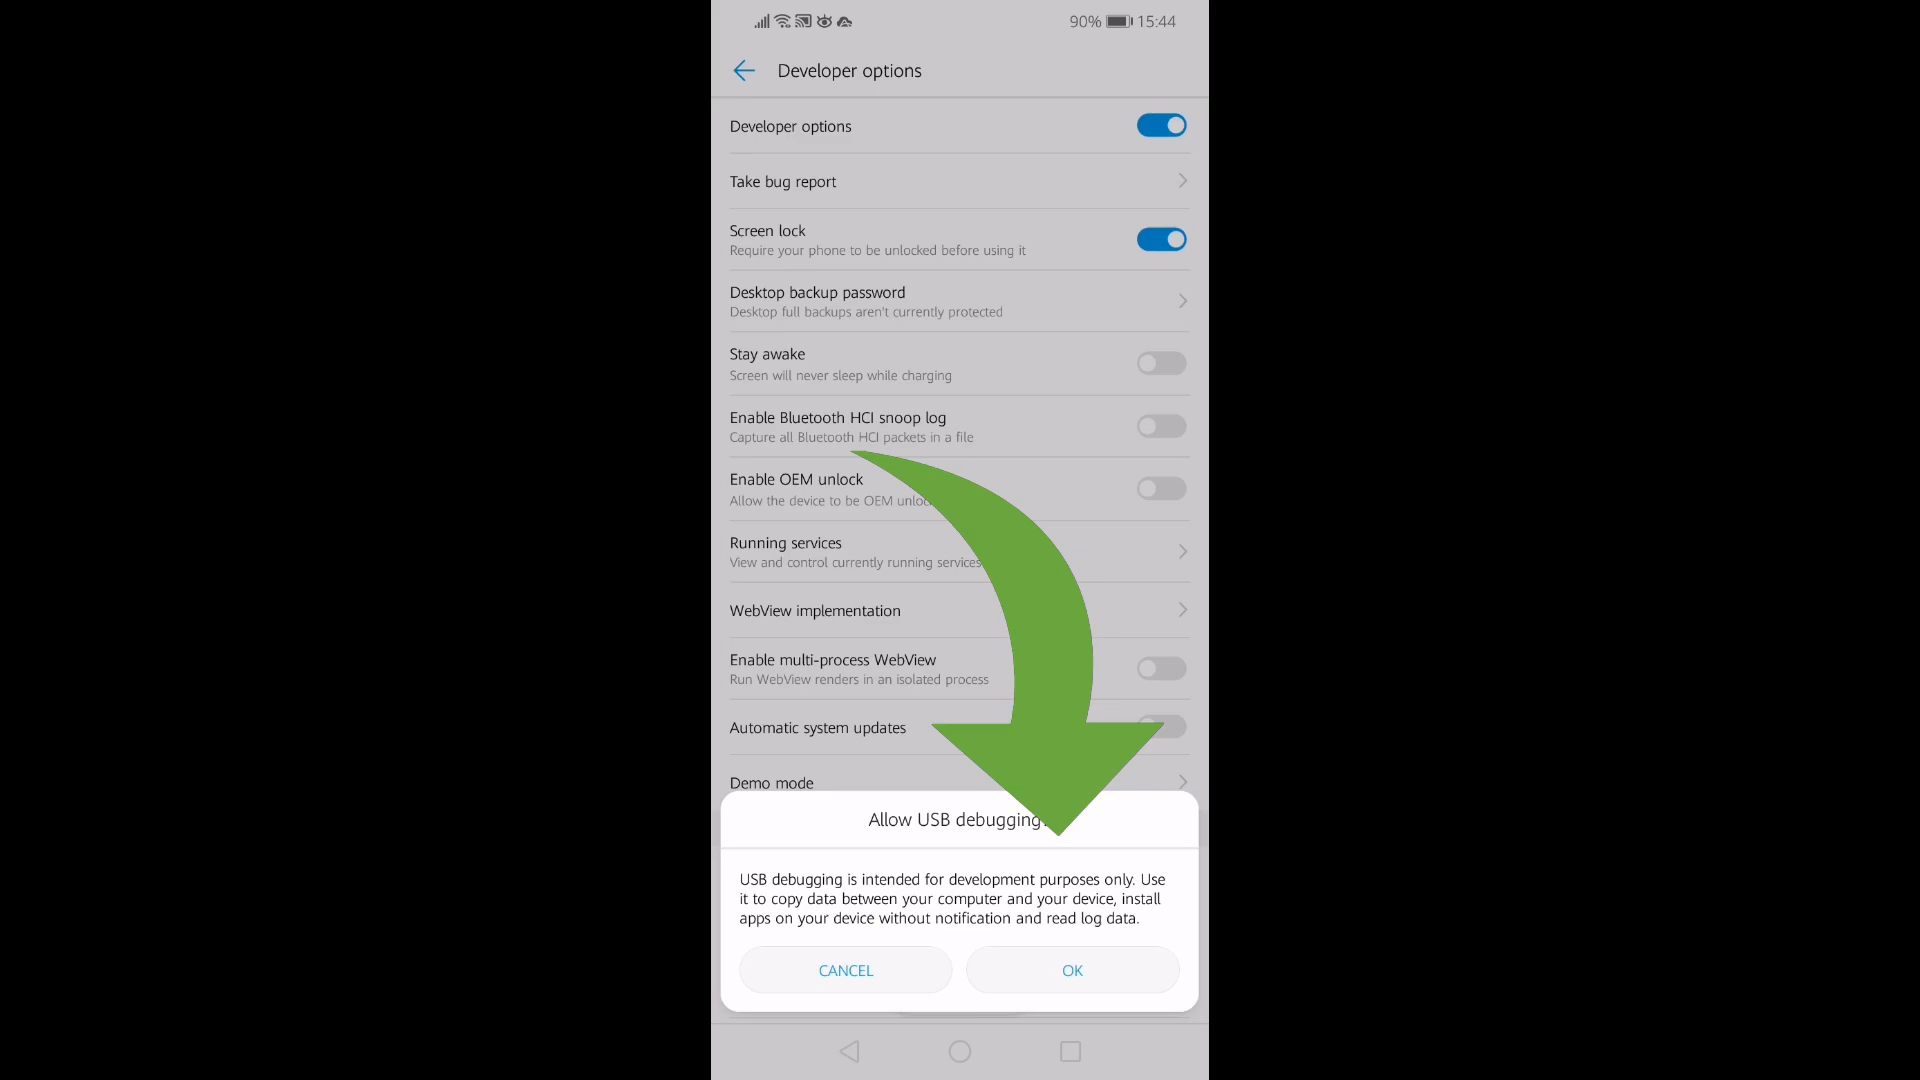 90% 15:44
Developer options
Developer options
Take bug report
Screen lock
Require your phone to be unlocked before using it
Desktop backup password
Desktop full backups aren't currently protected
Stay awake
Screen will never sleep while charging
Enable Bluetooth HCI snoop log
Capture all Bluetooth HCI packets in a file
Enable OEM unlock
Allow the device to be OEM
Running services
View and control currently running services
WebView implementation
Enable multi-process WebView
Run WebView renders in an isolated process
Automatic system updates
Demo mode
Allow USB debugging
USB debugging is intended for development purposes only. Use
it to copy data between your computer and your device, install
apps on your device without notification and read log data.
CANCEL OK